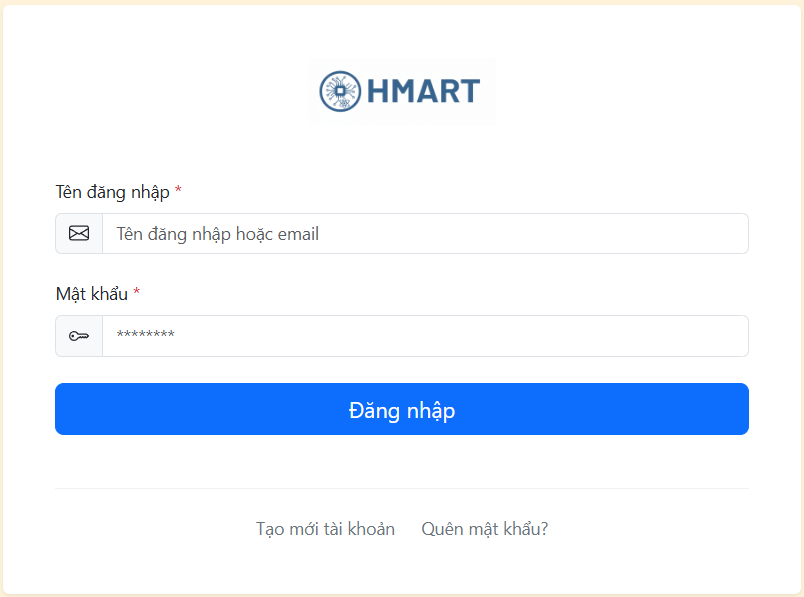 HMART
Tên đăng nhập *
Tên đăng nhập hoặc email
Mật khẩu *
********
Đăng nhập
Tạo mới tài khoản Quên mật khẩu?